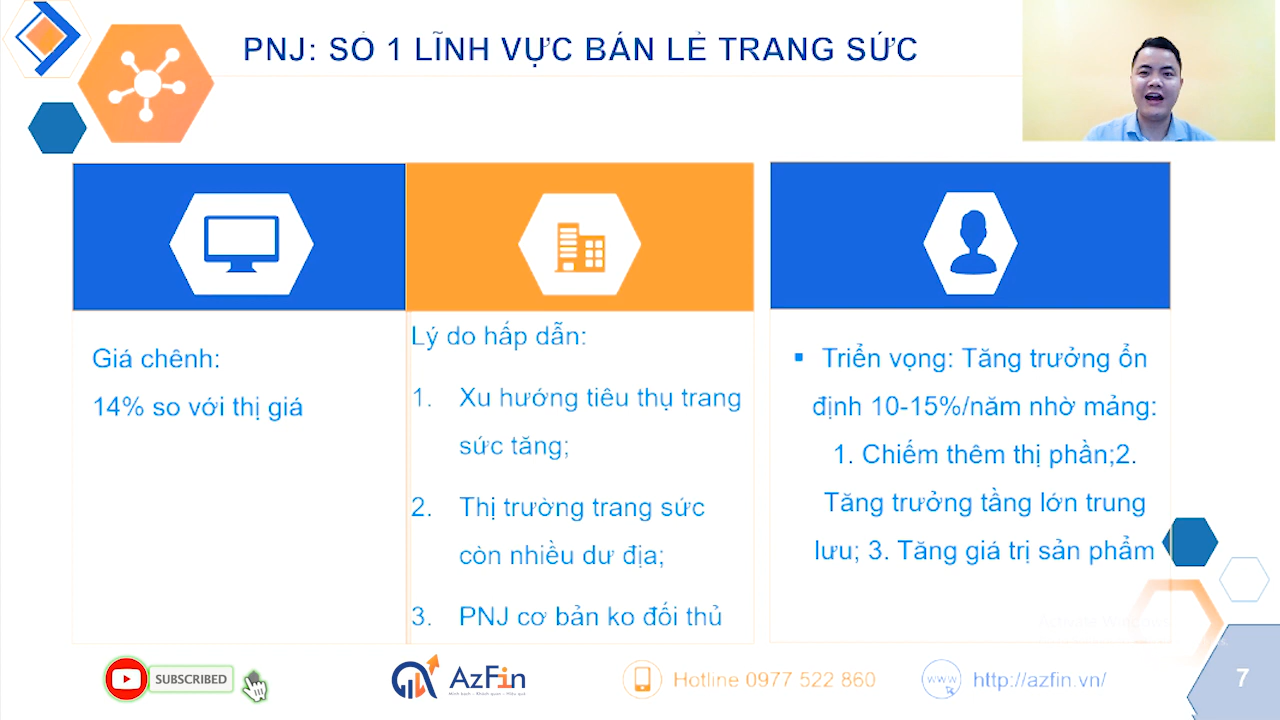 PNJ: SỐ 1 LĨNH VỰC BÁN LẺ TRANG SỨC
Giá chênh:
14% so với thị giá
Lý do hấp dẫn:
1. Xu hướng tiêu thụ trang
sức tăng;
2. Thị trường trang sức
còn nhiều dư địa;
3. PNJ cơ bản ko đối thủ
▪ Triển vọng: Tăng trưởng ổn
định 10-15%/năm nhờ mảng:
1. Chiếm thêm thị phần;2.
Tăng trưởng tầng lớn trung
lưu; 3. Tăng giá trị sản phẩm
SUBSCRIBED
AzFin
Hotline 0977 522 860
www
http://azfin.vn/
7